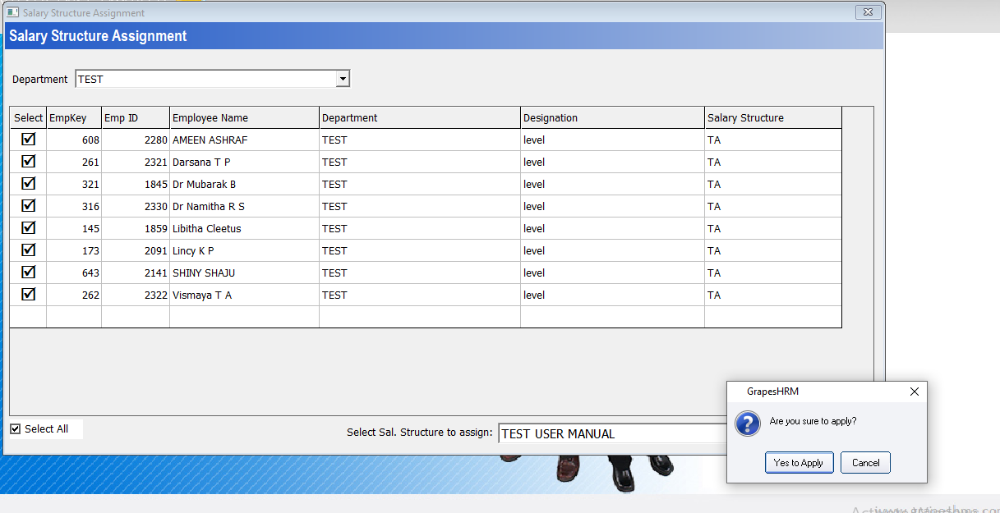 Salary Structure Assignment
Salary Structure Assignment
Department TEST
Select EmpKey Emp ID Employee Name Department Designation Salary Structure
608 2280 AMEEN ASHRAF TEST level TA
261 2321 Darsana T P TEST level TA
321 1845 Dr Mubarak B TEST level TA
316 2330 Dr Namitha R S TEST level TA
145 1859 Libitha Cleetus TEST level TA
173 2091 Lincy K P TEST level TA
643 2141 SHINY SHAJU TEST level TA
262 2322 Vismaya T A TEST level TA
Select All
Select Sal. Structure to assign: TEST USER MANUAL
GrapesHRM
Are you sure to apply?
Yes to Apply Cancel